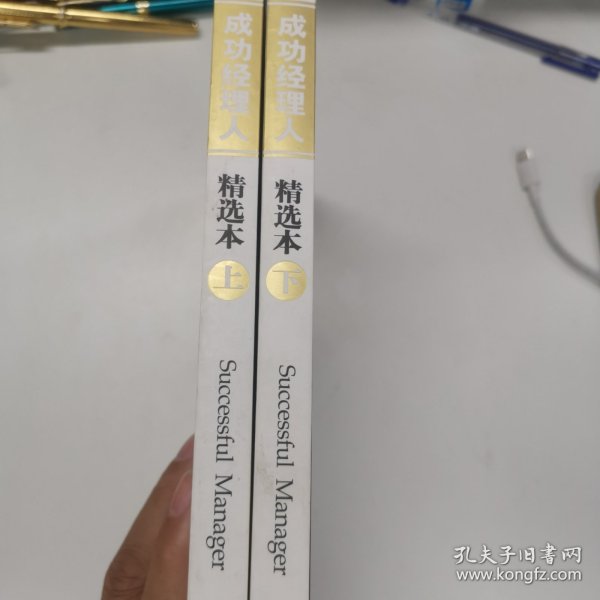 成功经理人
精选本
上
Successful Manager
成功经理人
精选本
下
Successful Manager
孔夫子旧书网
www.kongfz.com